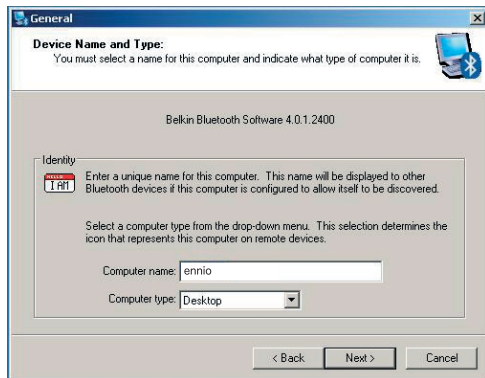 General
Device Name and Type:
You must select a name for this computer and indicate what type of computer it is.
Belkin Bluetooth Software 4.0.1.2400
Identity
HELLO
I AM
Enter a unique name for this computer. This name will be displayed to other
Bluetooth devices if this computer is configured to allow itself to be discovered.
Select a computer type from the drop-down menu. This selection determines the
icon that represents this computer on remote devices.
Computer name: ennio
Computer type: Desktop
< Back Next > Cancel